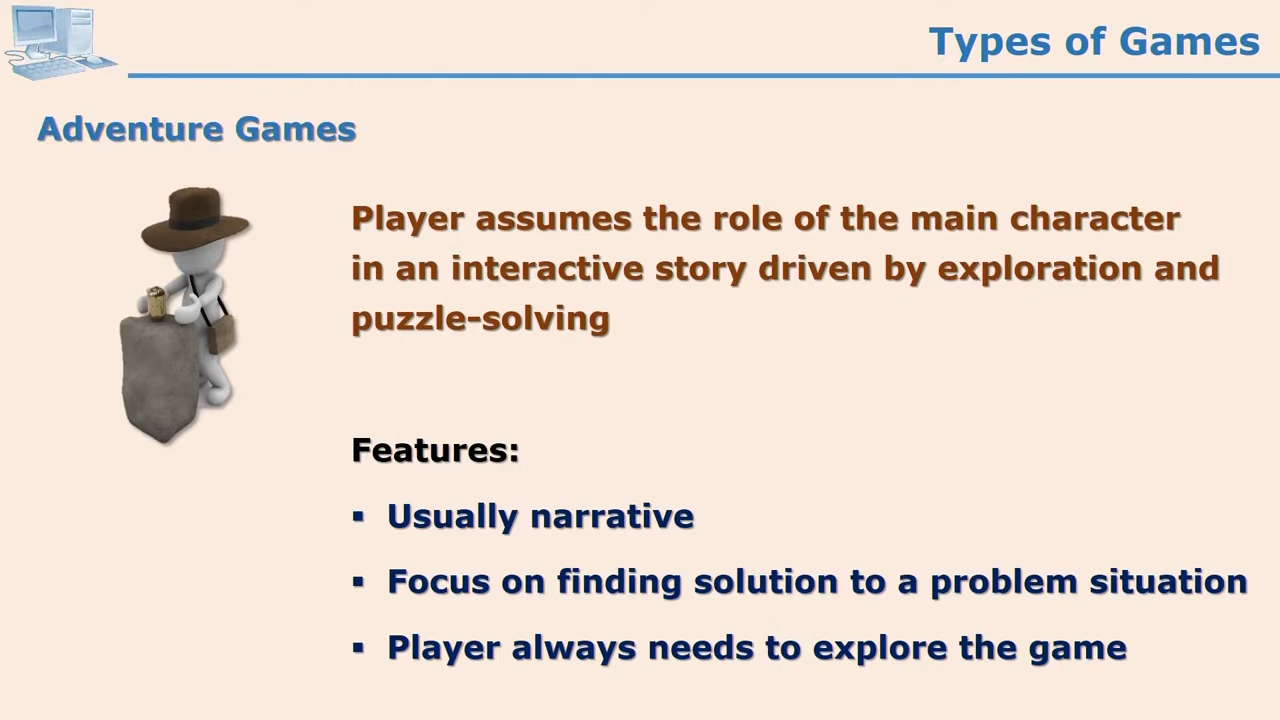 Types of Games
Adventure Games
Player assumes the role of the main character
in an interactive story driven by exploration and
puzzle-solving
Features:
▪ Usually narrative
▪ Focus on finding solution to a problem situation
▪ Player always needs to explore the game